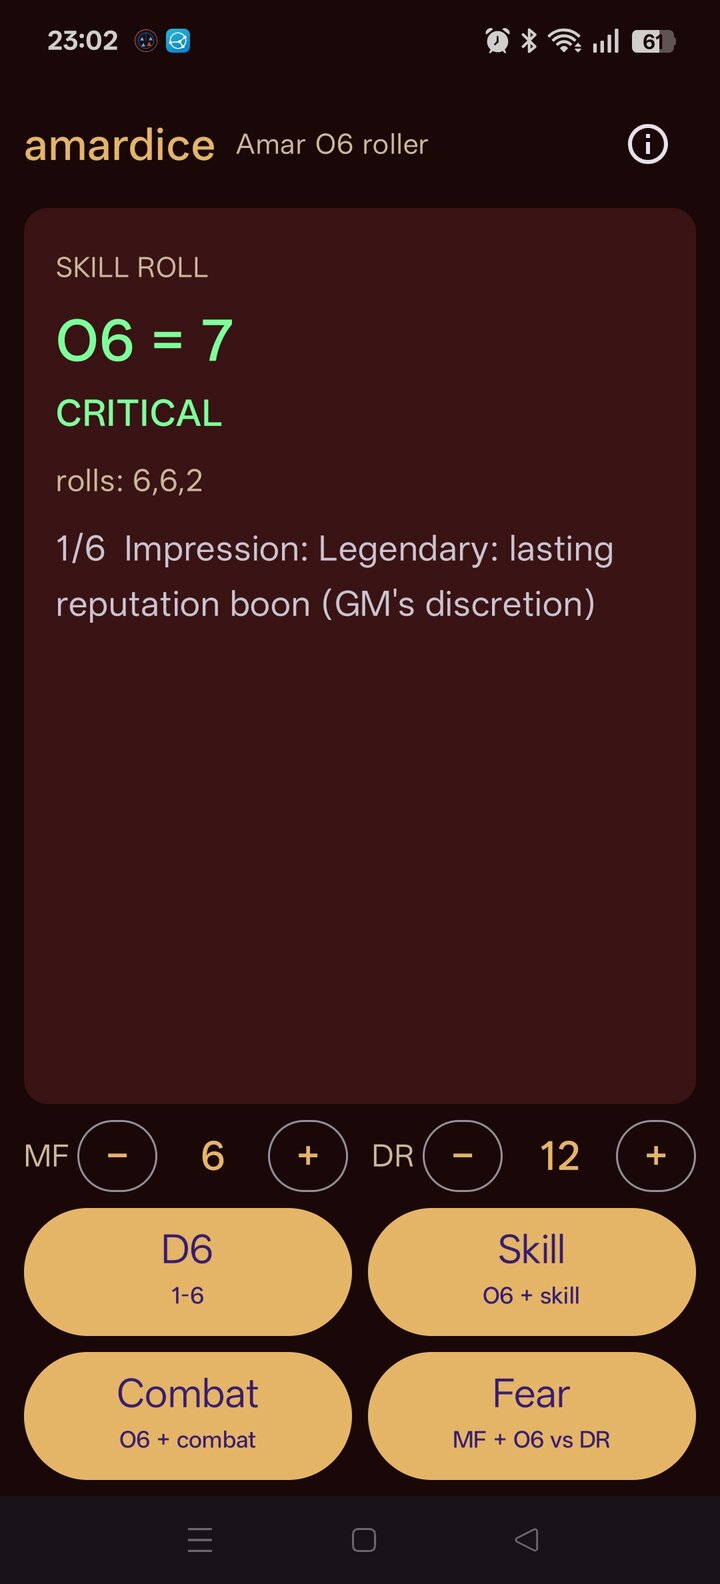 23:02 61
amardice Amar O6 roller
SKILL ROLL
O6 = 7
CRITICAL
rolls: 6,6,2
1/6 Impression: Legendary: lasting
reputation boon (GM's discretion)
MF − 6 + DR − 12 +
D6 Skill
1-6 O6 + skill
Combat Fear
O6 + combat MF + O6 vs DR